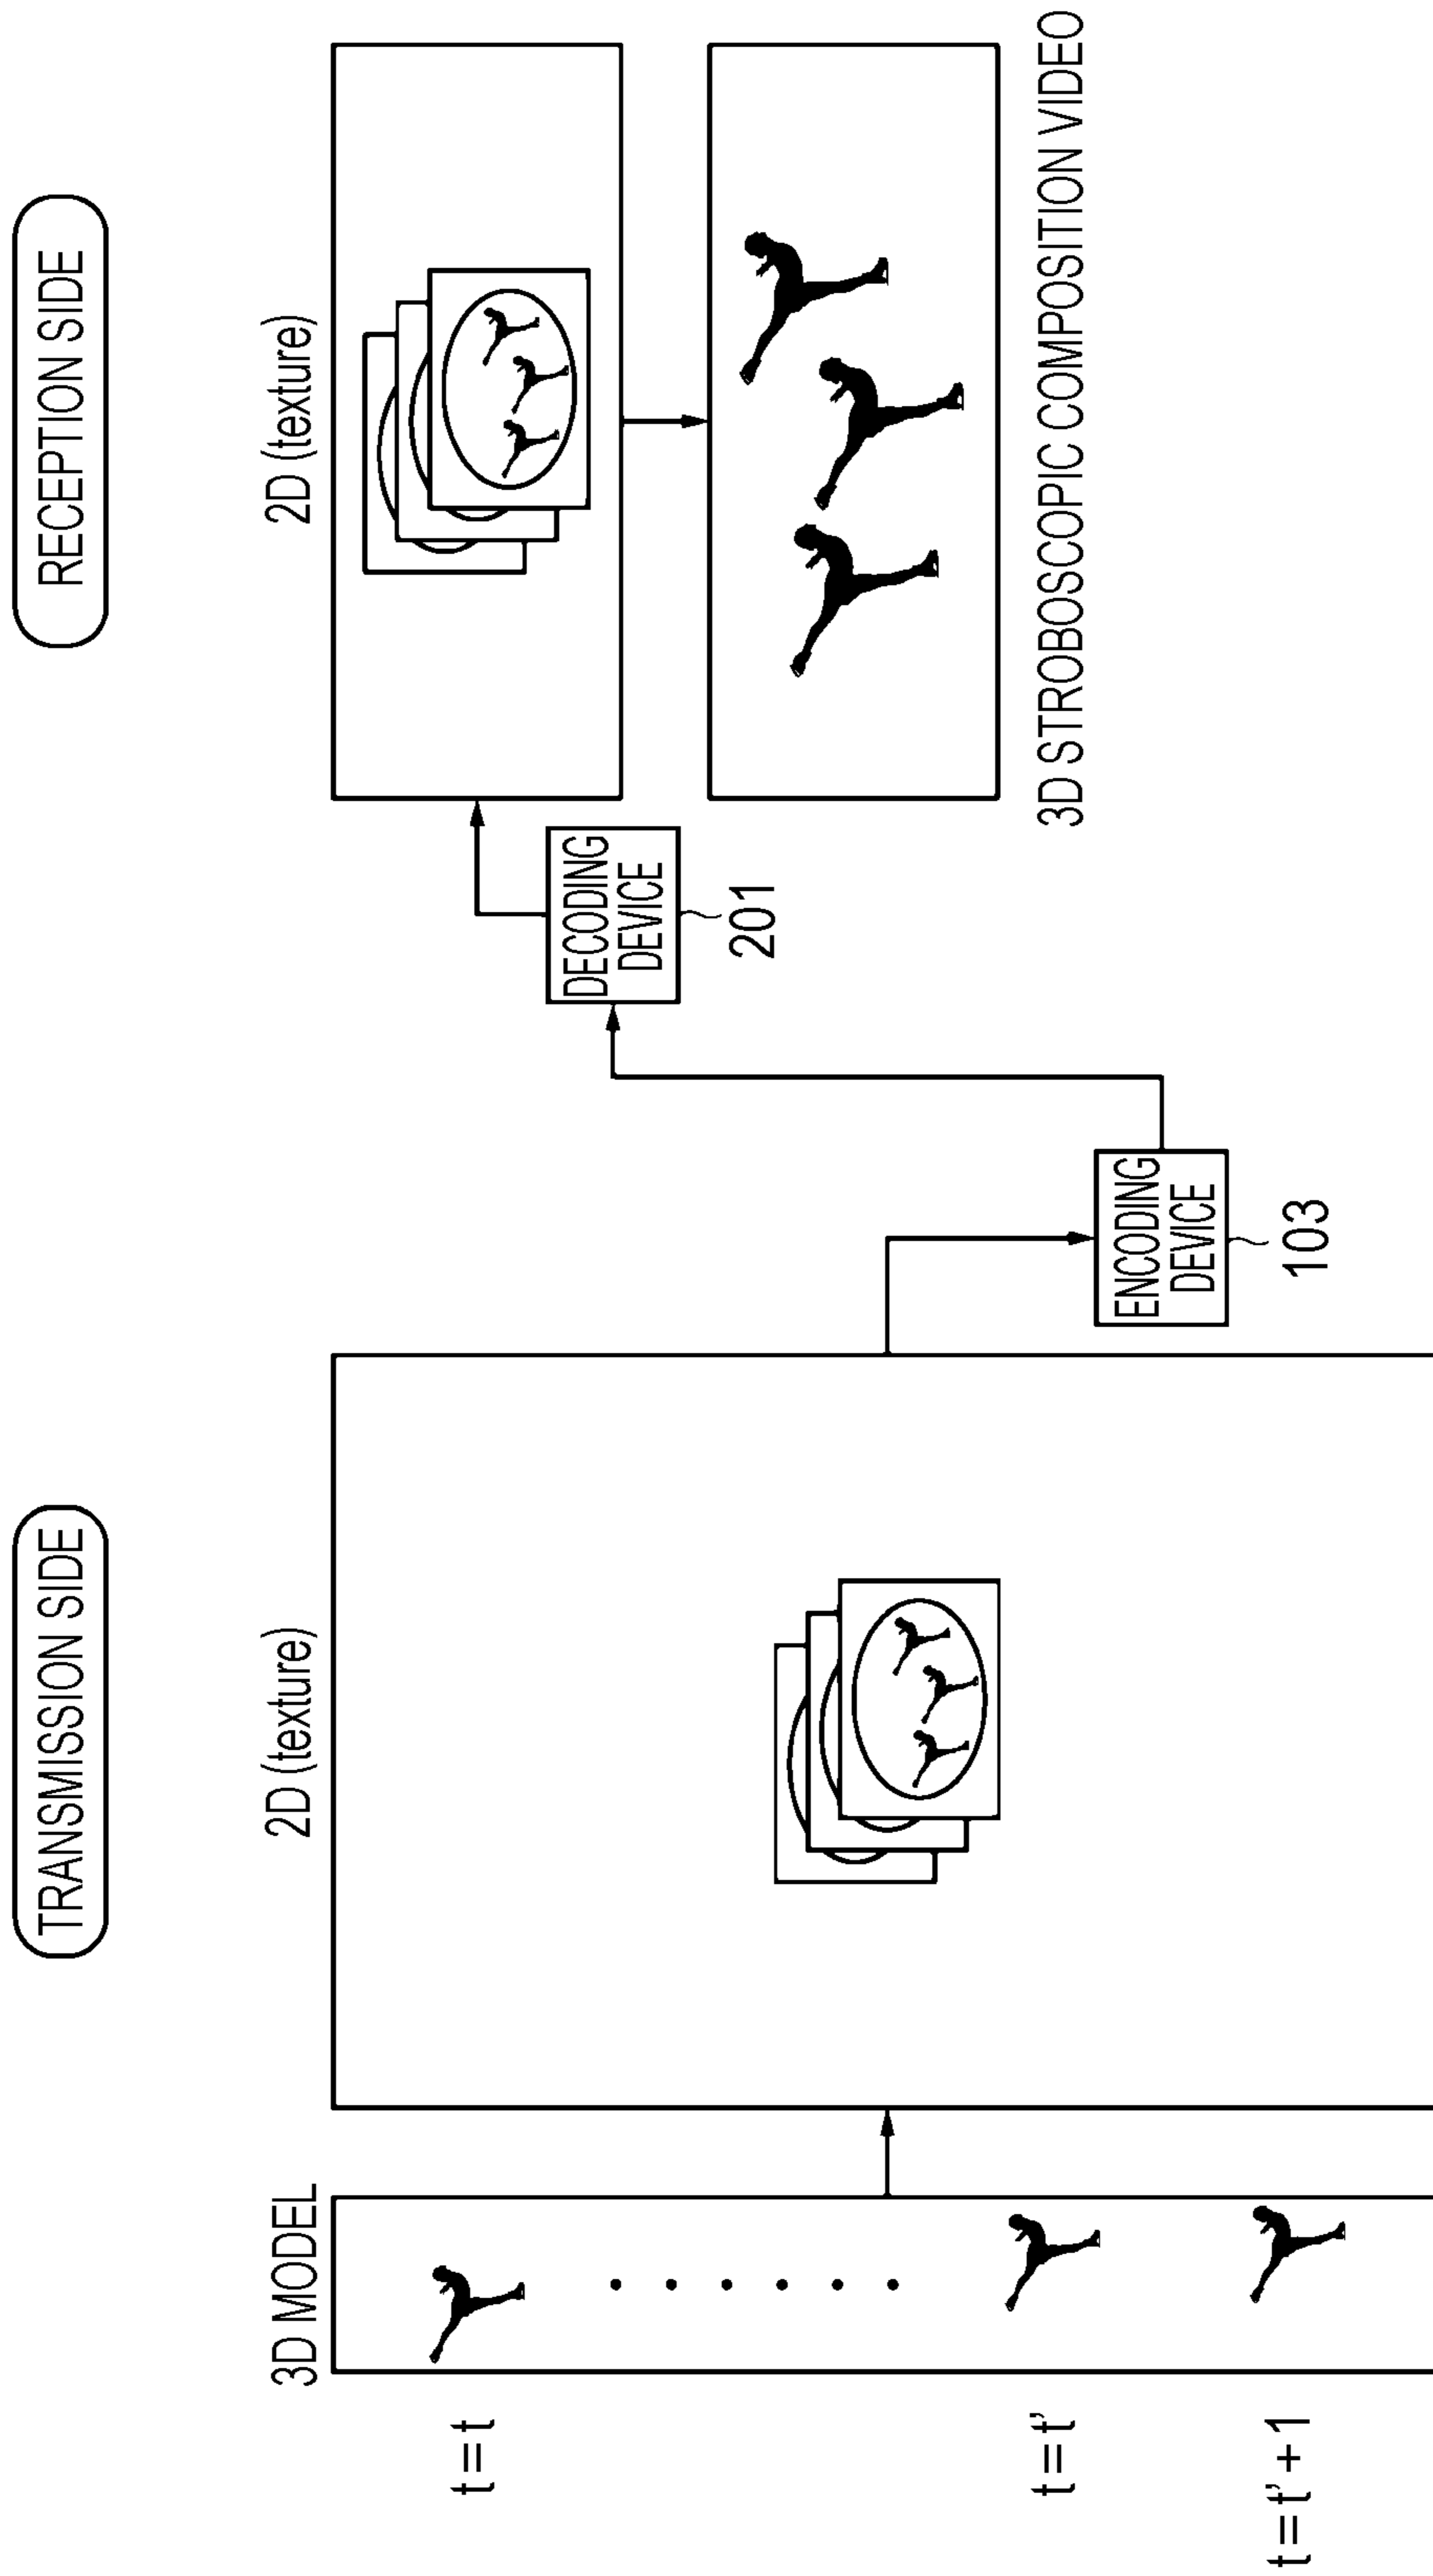 TRANSMISSION SIDE
RECEPTION SIDE
3D MODEL
2D (texture)
2D (texture)
t = t
t = t'
t = t' + 1
ENCODING
DEVICE
103
DECODING
DEVICE
201
3D STROBOSCOPIC COMPOSITION VIDEO